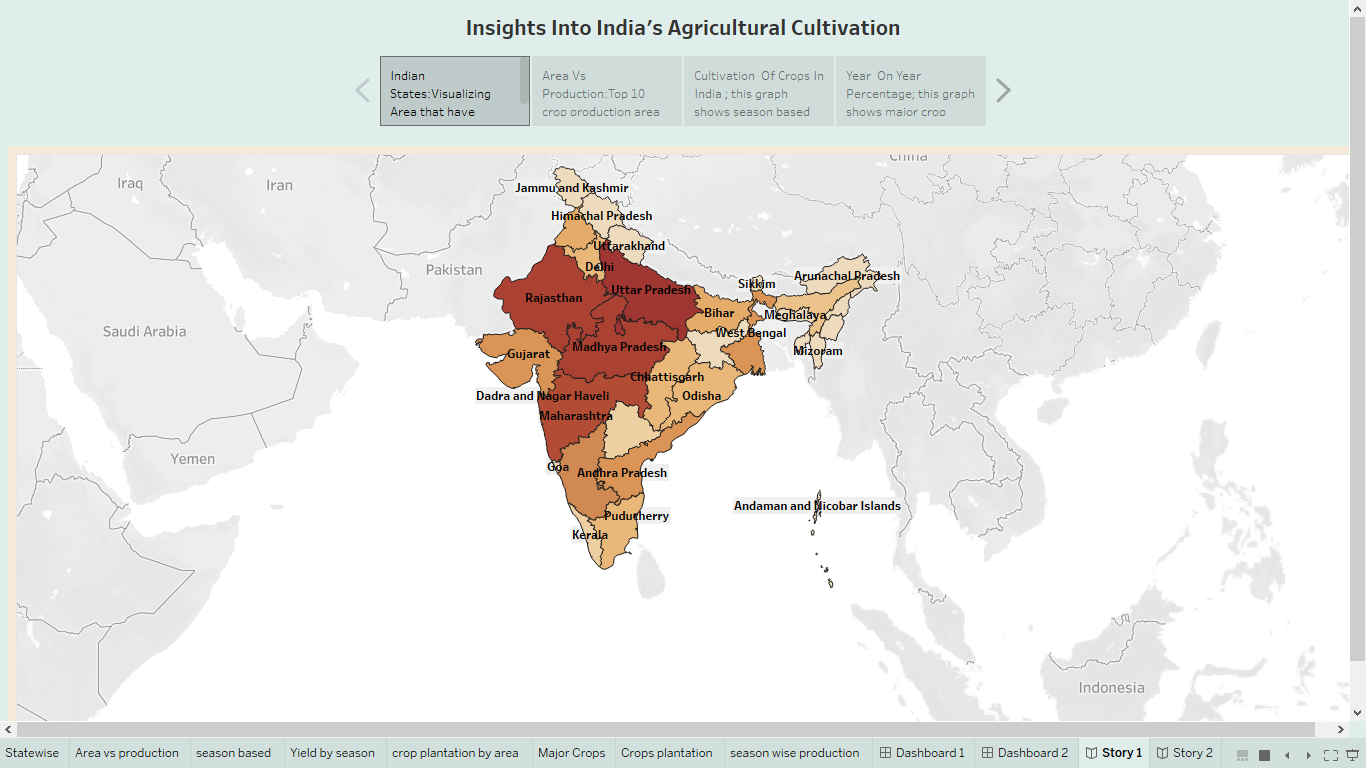 Insights Into India's Agricultural Cultivation
Indian
States:Visualizing
Area that have
Area Vs
Production:Top 10
crop production area
Cultivation Of Crops In
India ; this graph
shows season based
Year On Year
Percentage; this graph
shows major crop
China
Iraq
Iran
Jammu and Kashmir
Himachal Pradesh
Uttarakhand
Pakistan
Delhi
Arunachal Pradesh
Sikkim
Uttar Pradesh
Rajasthan
Bihar
Meghalaya
Saudi Arabia
West Bengal
Madhya Pradesh
Mizoram
Gujarat
Chhattisgarh
Dadra and Nagar Haveli
Odisha
Maharashtra
Yemen
Goa
Andhra Pradesh
Andaman and Nicobar Islands
Puducherry
Kerala
Indonesia
Statewise
Area vs production
season based
Yield by season
crop plantation by area
Major Crops
Crops plantation
season wise production
Dashboard 1
Dashboard 2
Story 1
Story 2